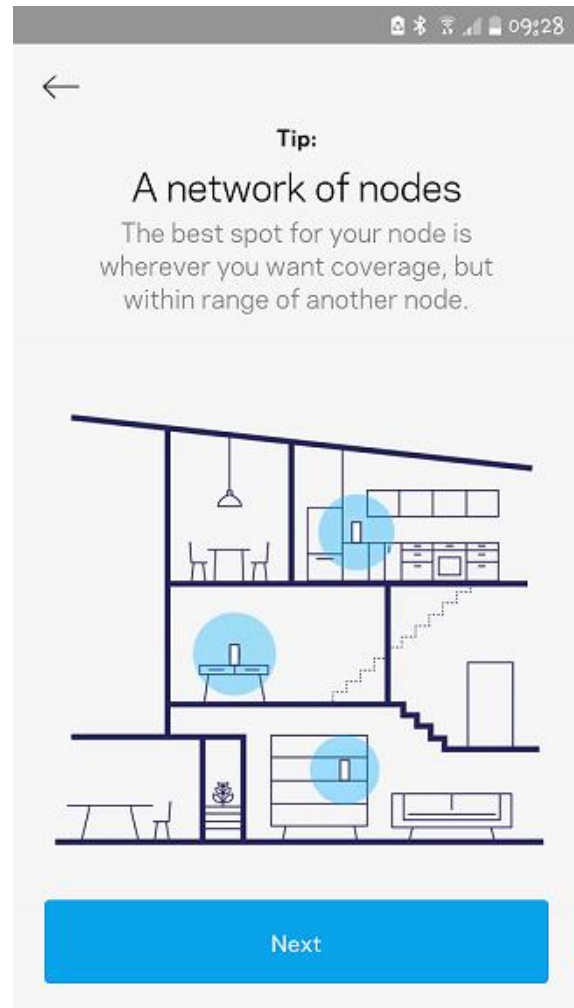 09:28
Tip:
A network of nodes
The best spot for your node is
wherever you want coverage, but
within range of another node.
Next